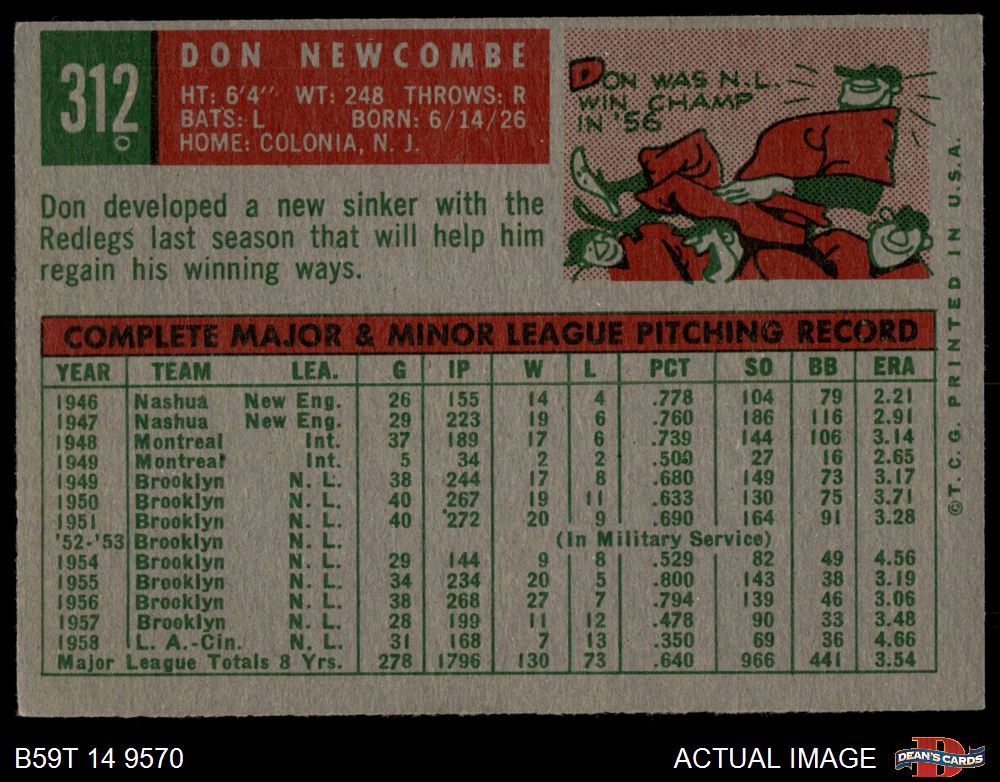 312
DON NEWCOMBE
HT: 6'4" WT: 248 THROWS: R
BATS: L BORN: 6/14/26
HOME: COLONIA, N. J.
DON WAS N.L.
WIN CHAMP
IN '56
Don developed a new sinker with the
Redlegs last season that will help him
regain his winning ways.
COMPLETE MAJOR & MINOR LEAGUE PITCHING RECORD
YEAR TEAM LEA. G IP W L PCT SO BB ERA
1946 Nashua New Eng. 26 155 14 4 .778 104 79 2.21
1947 Nashua New Eng. 29 223 19 6 .760 186 116 2.91
1948 Montreal Int. 37 189 17 6 .739 144 106 3.14
1949 Montreal Int. 5 34 2 2 .500 27 16 2.65
1949 Brooklyn N. L. 38 244 17 8 .680 149 73 3.17
1950 Brooklyn N. L. 40 267 19 11 .633 130 75 3.71
1951 Brooklyn N. L. 40 272 20 9 .690 164 91 3.28
'52-'53 Brooklyn N. L. (In Military Service)
1954 Brooklyn N. L. 29 144 9 8 .529 82 49 4.56
1955 Brooklyn N. L. 34 234 20 5 .800 143 38 3.19
1956 Brooklyn N. L. 38 268 27 7 .794 139 46 3.06
1957 Brooklyn N. L. 28 199 11 12 .478 90 33 3.48
1958 L. A.-Cin. N. L. 31 168 7 13 .350 69 36 4.66
Major League Totals 8 Yrs. 278 1796 130 73 .640 966 441 3.54
©T. C. G. PRINTED IN U.S.A.
B59T 14 9570
ACTUAL IMAGE
D
DEAN'S CARDS